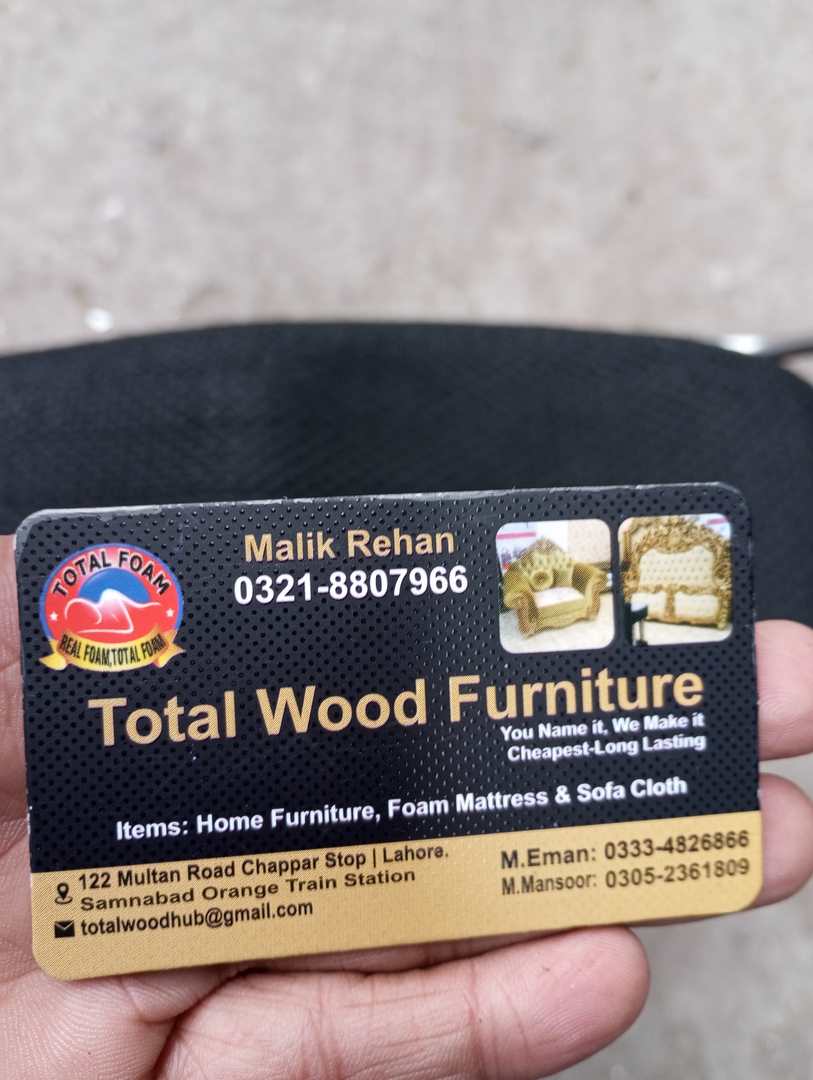 TOTAL FOAM
REAL FOAM,TOTAL FOAM
Malik Rehan
0321-8807966
Total Wood Furniture
You Name it, We Make it
Cheapest-Long Lasting
Items: Home Furniture, Foam Mattress & Sofa Cloth
122 Multan Road Chappar Stop | Lahore.
Samnabad Orange Train Station
totalwoodhub@gmail.com
M.Eman: 0333-4826866
M.Mansoor: 0305-2361809